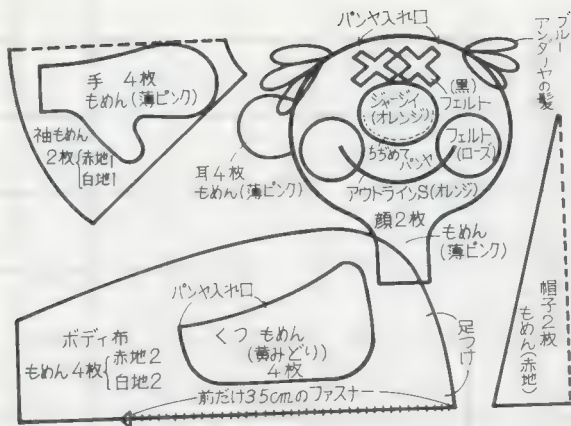 パンヤ入れ口
ブルー
アンダーヤの髪
手 4枚
もめん(薄ピンク)
袖もめん
2枚{赤地1
白地1
(黒)
フェルト
ジャージィ
(オレンジ)
ちぢめて
パンヤ
フェルト
(ローズ)
耳4枚
もめん(薄ピンク)
アウトラインS(オレンジ)
顔2枚
もめん
(薄ピンク)
帽子2枚
もめん(赤地)
パンヤ入れ口
くつ もめん
(黄みどり)
4枚
足つけ
ボディ布
もめん4枚{赤地2
白地2
前だけ35cmのファスナー